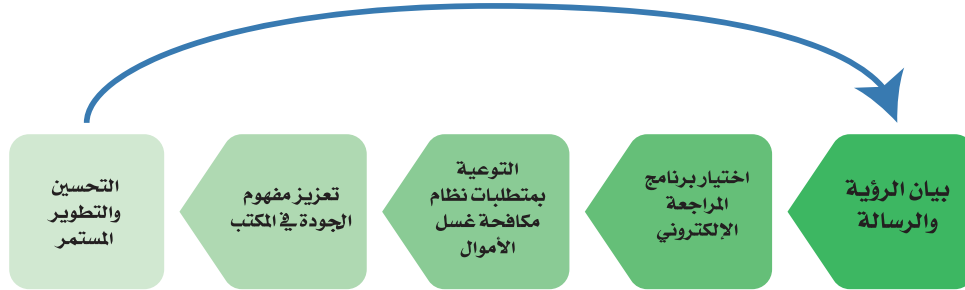 بيان الرؤية
والرسالة
اختيار برنامج
المراجعة
الإلكتروني
التوعية
بمتطلبات نظام
مكافحة غسل
الأموال
تعزيز مفهوم
الجودة في المكتب
التحسين
والتطوير
المستمر